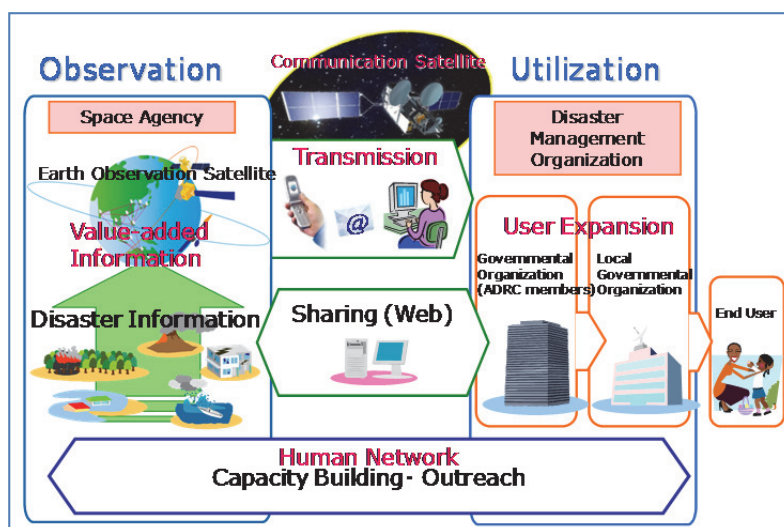 Observation
Communication Satellite
Utilization
Space Agency
Earth Observation Satellite
Value-added
Information
Disaster Information
Transmission
@
Sharing (Web)
Disaster
Management
Organization
User Expansion
Governmental
Organization
(ADRC members)
Local
Governmental
Organization
End User
Human Network
Capacity Building- Outreach